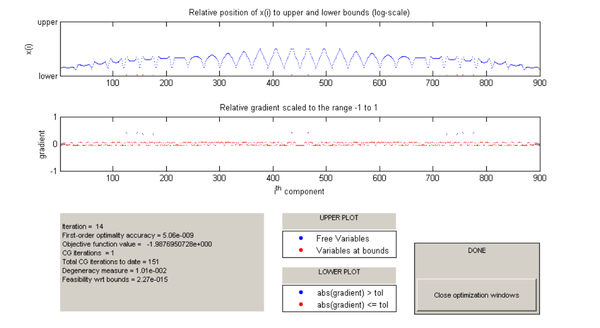 Relative position of x(i) to upper and lower bounds (log-scale)
upper
x(i)
lower
100 200 300 400 500 600 700 800 900
Relative gradient scaled to the range -1 to 1
1
gradient
0
-1
100 200 300 400 500 600 700 800 900
ith component
Iteration = 14
First-order optimality accuracy = 5.06e-009
Objective function value = -1.9876950728e+000
CG iterations = 1
Total CG iterations to date = 151
Degeneracy measure = 1.01e-002
Feasibility wrt bounds = 2.27e-015
UPPER PLOT
Free Variables
Variables at bounds
LOWER PLOT
abs(gradient) > tol
abs(gradient) <= tol
DONE
Close optimization windows